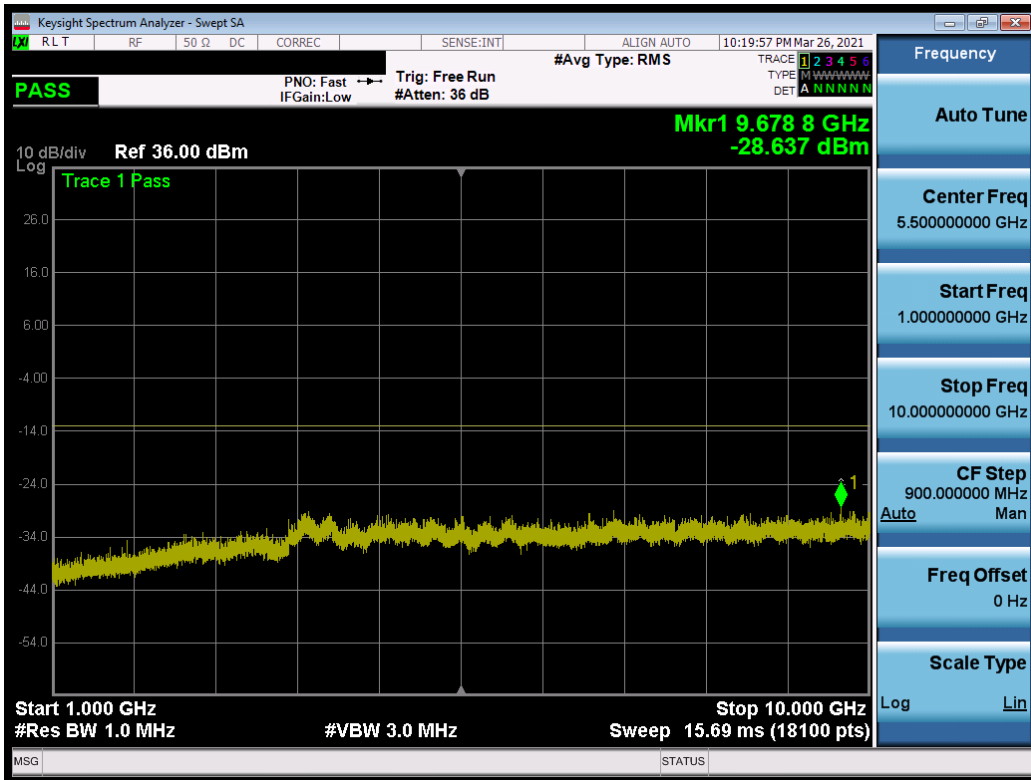 Keysight Spectrum Analyzer - Swept SA
LXI RLT RF 50 Ω DC CORREC SENSE:INT ALIGN AUTO 10:19:57 PM Mar 26, 2021
#Avg Type: RMS TRACE 1 2 3 4 5 6
PNO: Fast Trig: Free Run TYPE M WWWWW
PASS IFGain:Low #Atten: 36 dB DET A N N N N N
Mkr1 9.678 8 GHz
10 dB/div Ref 36.00 dBm -28.637 dBm
Log
Trace 1 Pass
26.0
16.0
6.00
-4.00
-14.0
-24.0
1
-34.0
-44.0
-54.0
Start 1.000 GHz Stop 10.000 GHz
#Res BW 1.0 MHz #VBW 3.0 MHz Sweep 15.69 ms (18100 pts)
MSG STATUS
Frequency
Auto Tune
Center Freq
5.500000000 GHz
Start Freq
1.000000000 GHz
Stop Freq
10.000000000 GHz
CF Step
900.000000 MHz
Auto Man
Freq Offset
0 Hz
Scale Type
Log Lin